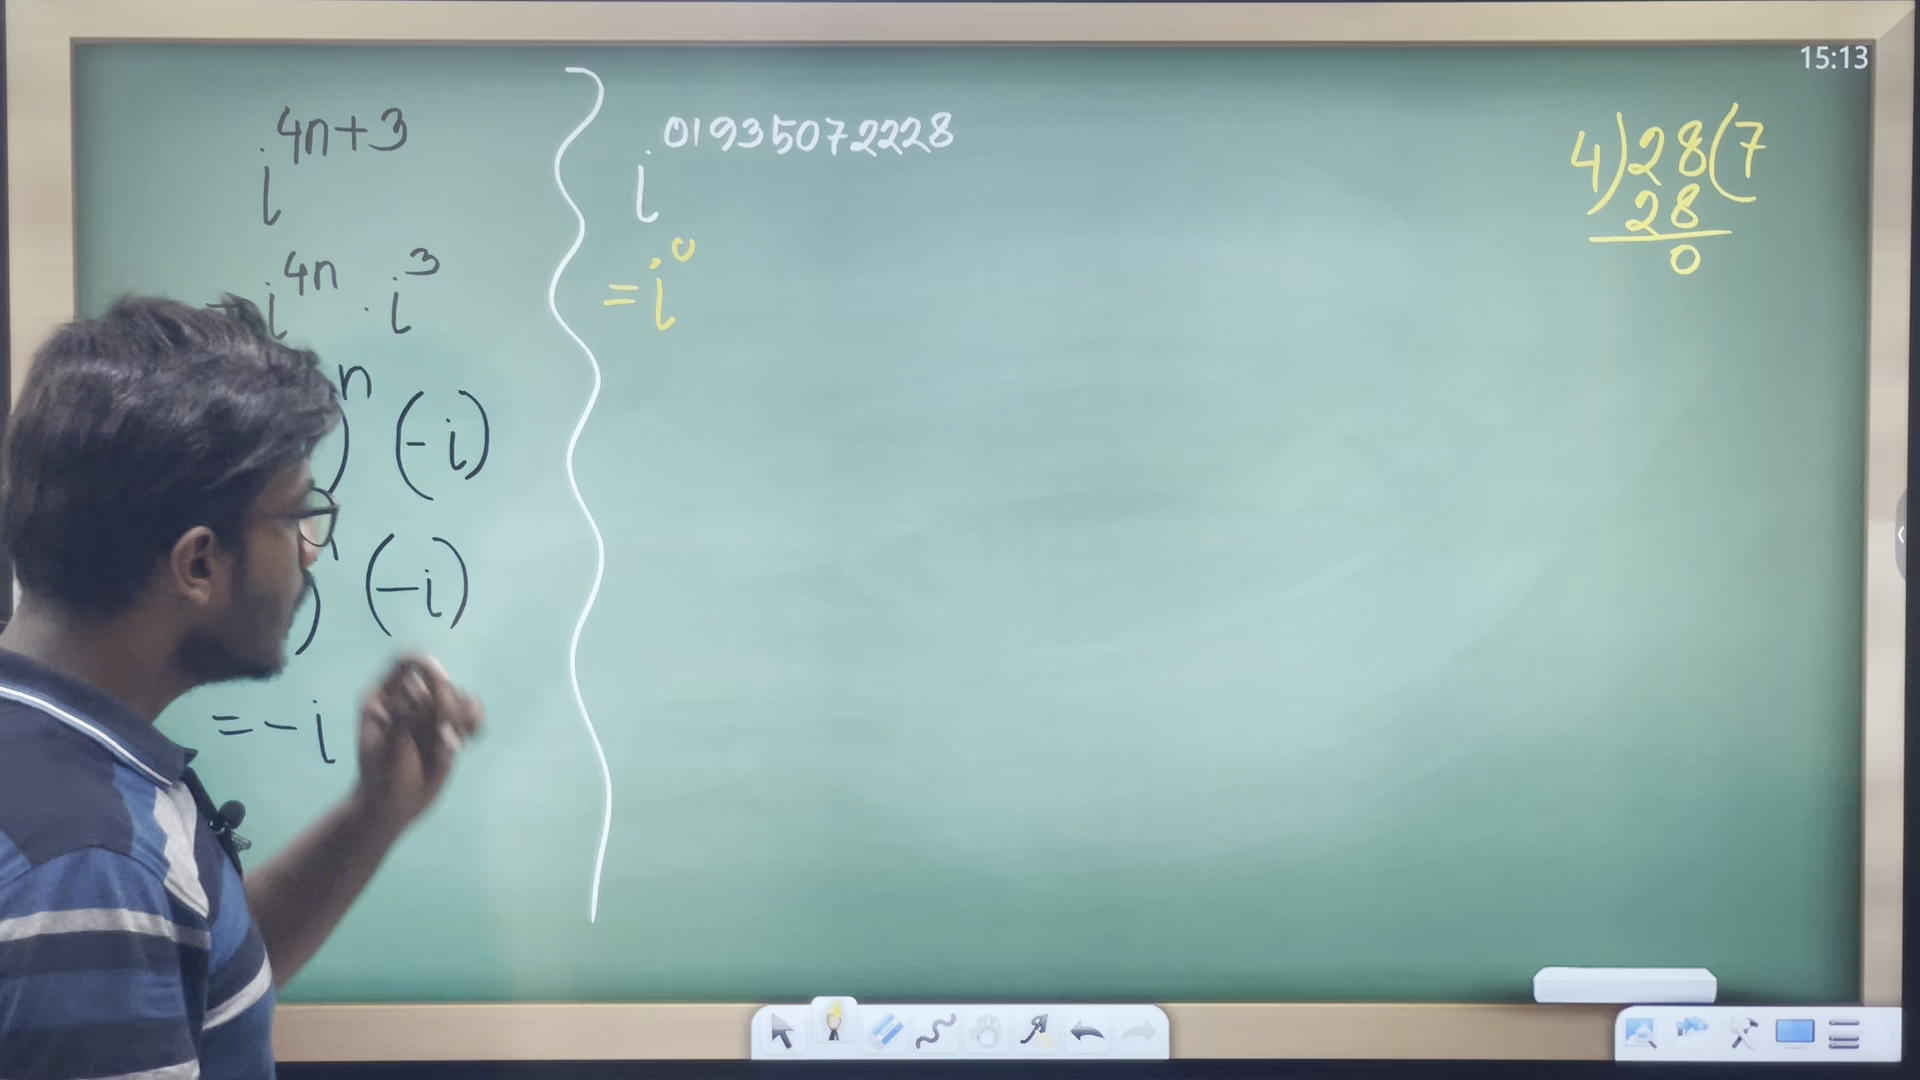 15:13
i^{4n+3}
= i^{4n} · i^3
)^n (-i)
) (-i)
= -i
i^{01935072228}
= i^0
4)28(7
28
0